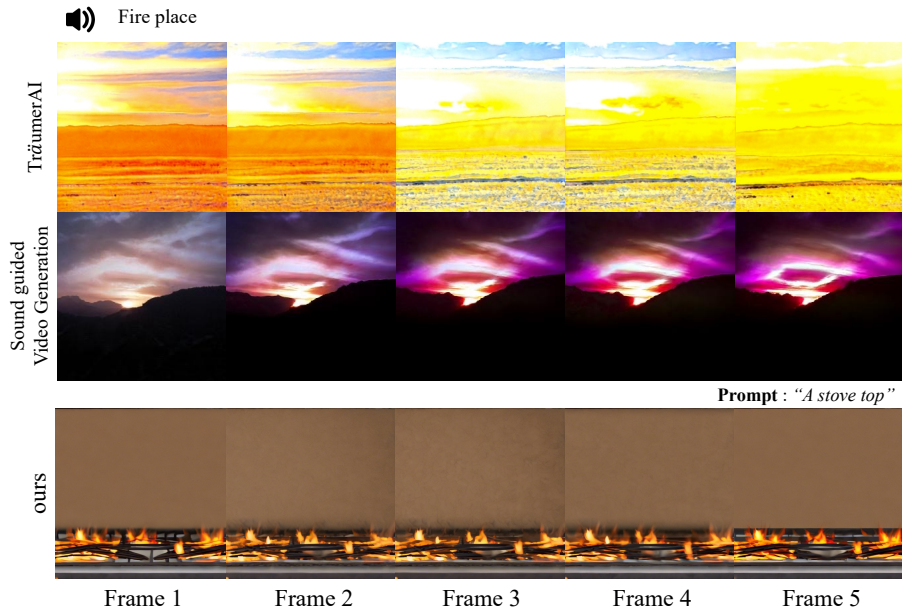 Fire place
TräumerAI
Sound guided
Video Generation
Prompt : “A stove top”
ours
Frame 1
Frame 2
Frame 3
Frame 4
Frame 5